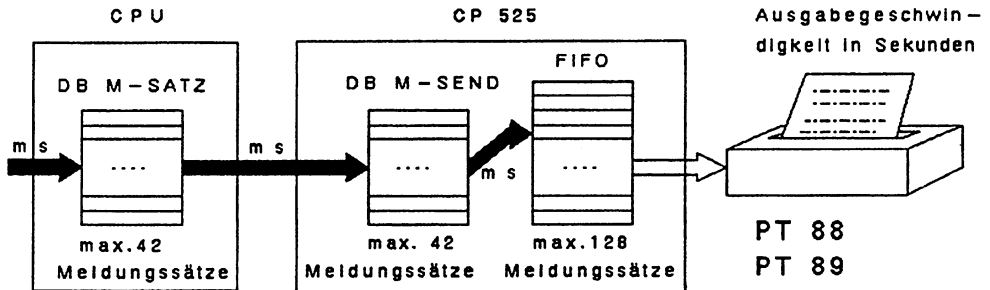 CPU
CP 525
Ausgabegeschwin-
digkeit in Sekunden
DB M-SATZ
DB M-SEND
FIFO
ms
ms
ms
....
....
....
max.42
Meldungssätze
max. 42
Meldungssätze
max.128
Meldungssätze
PT 88
PT 89